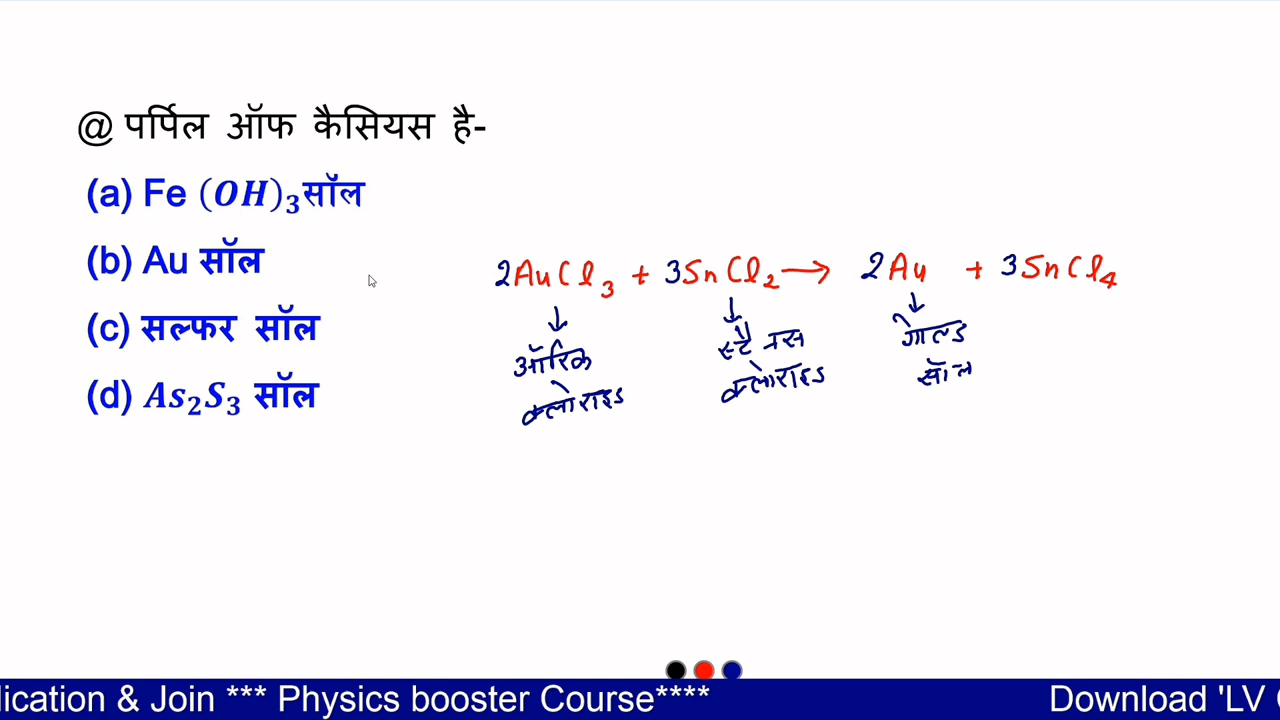 @ पर्पिल ऑफ कैसियस है-
(a) Fe (OH)₃सॉल
(b) Au सॉल
(c) सल्फर सॉल
(d) As₂S₃ सॉल
2AuCl₃ + 3SnCl₂ → 2Au + 3SnCl₄
↓ ↓ ↓
ऑरिक स्टैनस गोल्ड
क्लोराइड क्लोराइड सॉल
lication & Join *** Physics booster Course**** Download 'LV